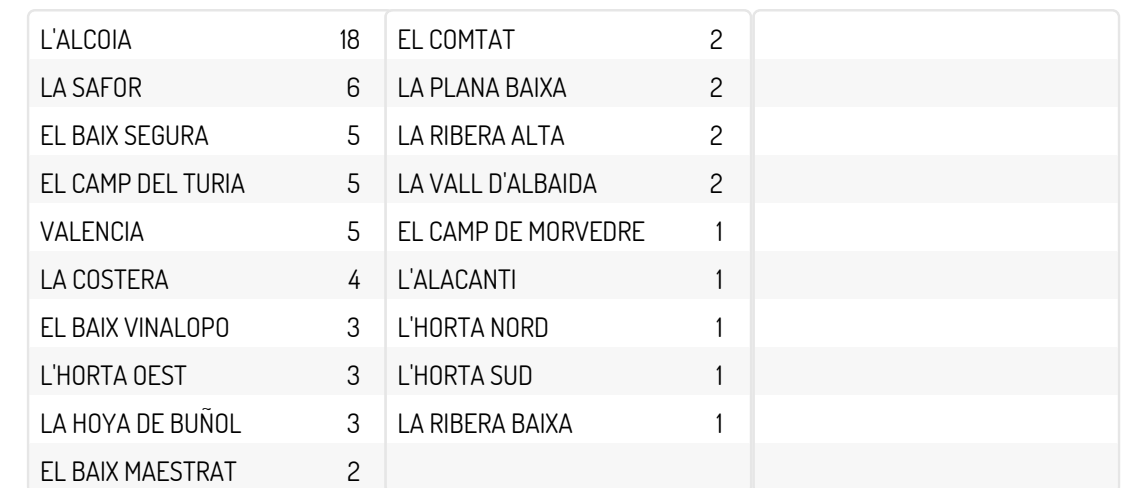 L'ALCOIA 18
LA SAFOR 6
EL BAIX SEGURA 5
EL CAMP DEL TURIA 5
VALENCIA 5
LA COSTERA 4
EL BAIX VINALOPO 3
L'HORTA OEST 3
LA HOYA DE BUÑOL 3
EL BAIX MAESTRAT 2
EL COMTAT 2
LA PLANA BAIXA 2
LA RIBERA ALTA 2
LA VALL D'ALBAIDA 2
EL CAMP DE MORVEDRE 1
L'ALACANTI 1
L'HORTA NORD 1
L'HORTA SUD 1
LA RIBERA BAIXA 1